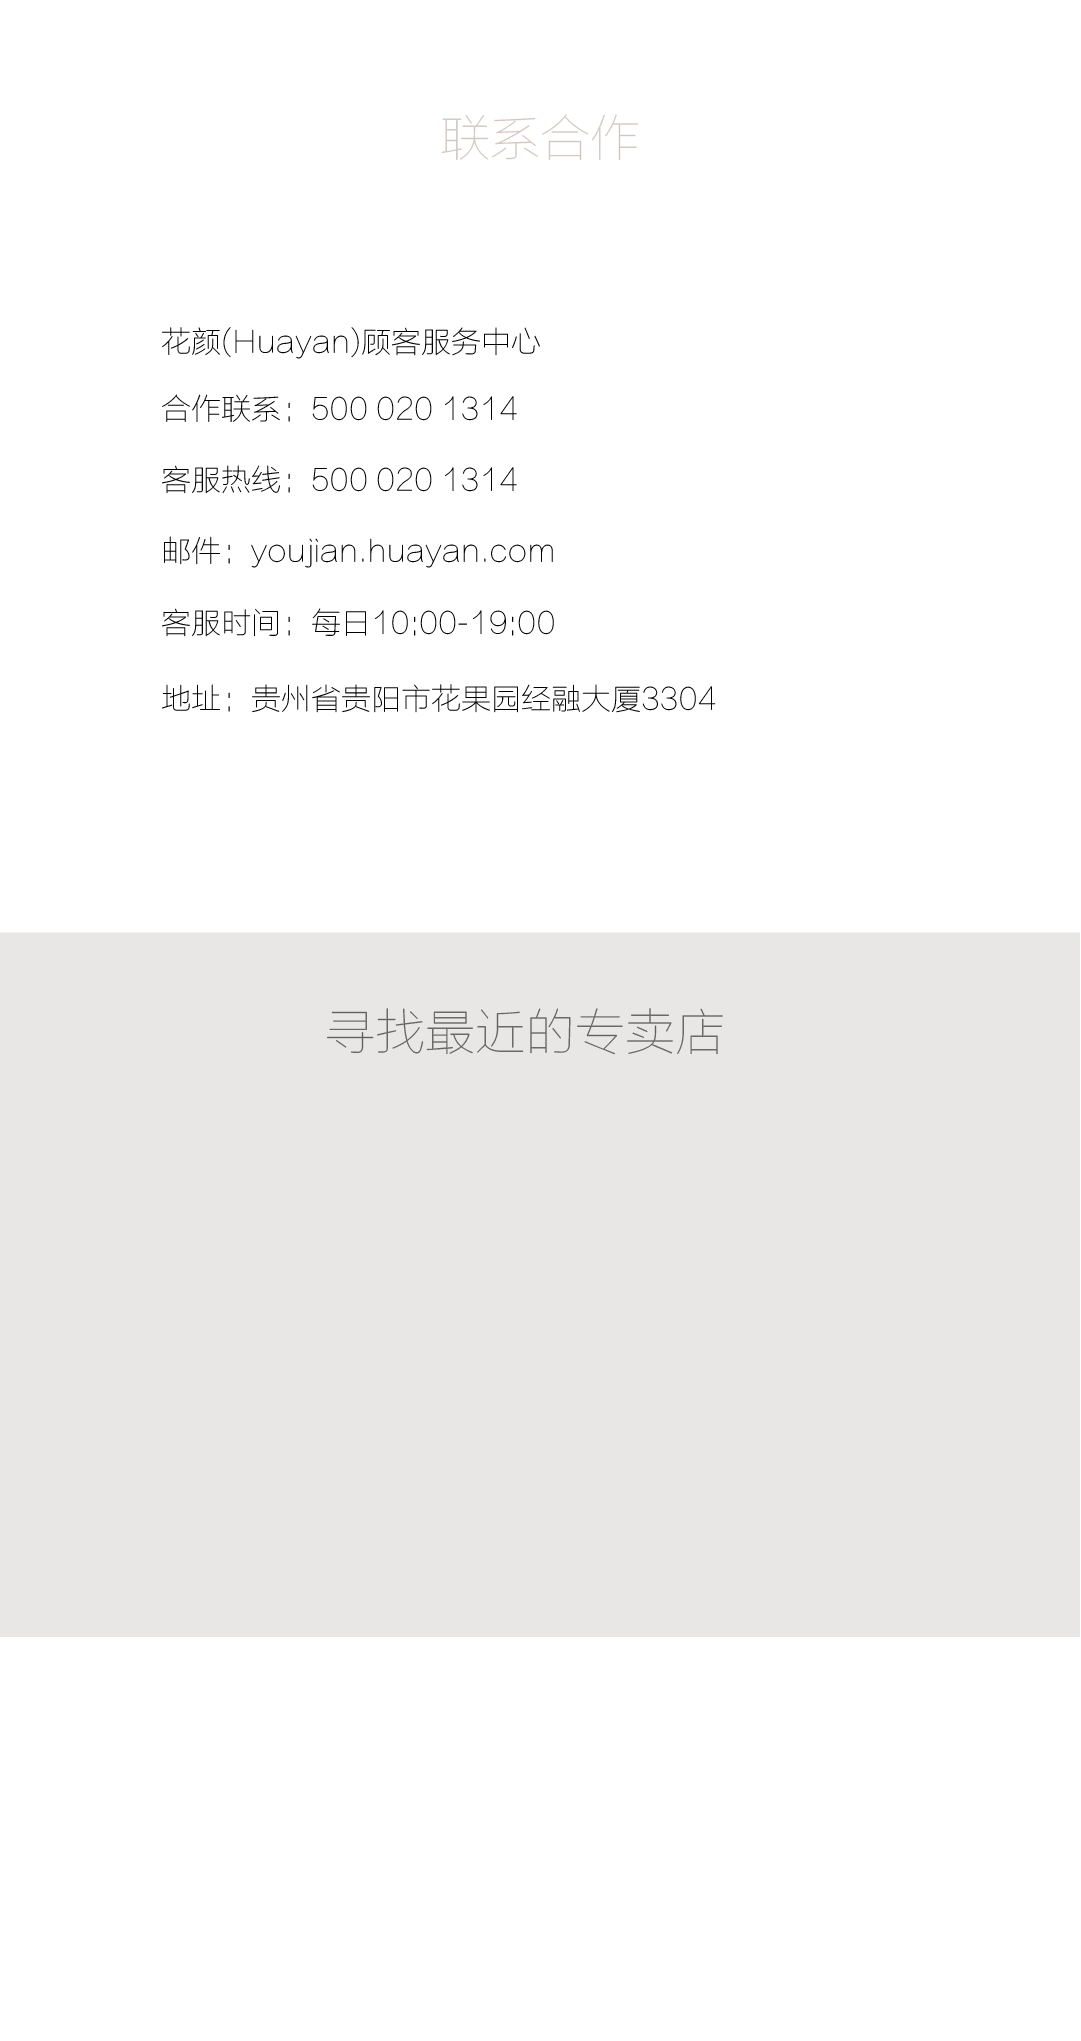 联系合作
花颜(Huayan)顾客服务中心
合作联系：500 020 1314
客服热线：500 020 1314
邮件：youjian.huayan.com
客服时间：每日10:00-19:00
地址：贵州省贵阳市花果园经融大厦3304
寻找最近的专卖店